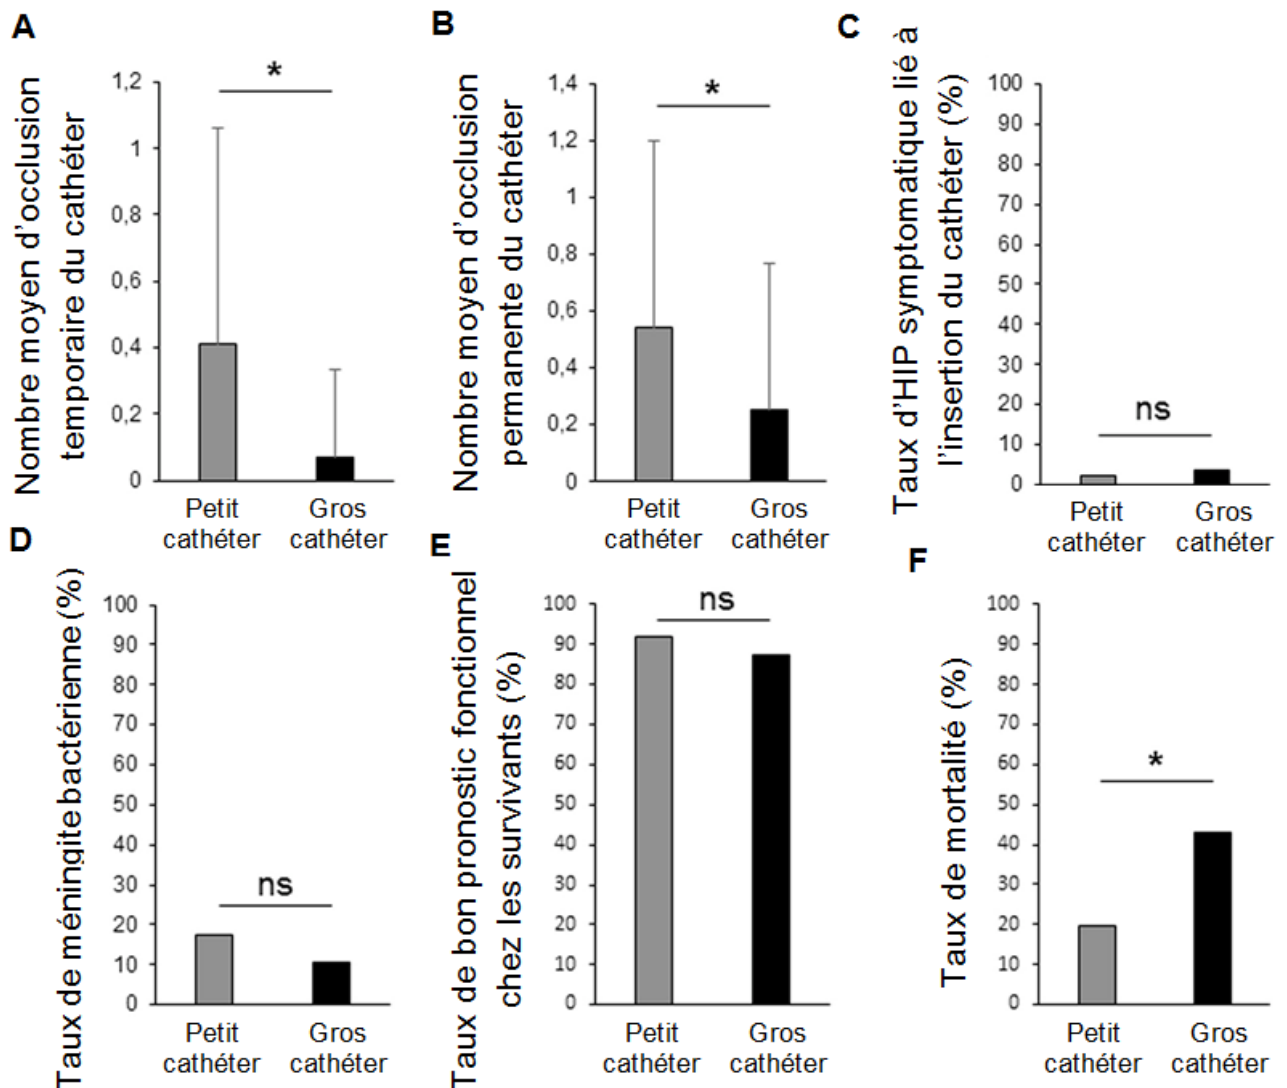 A
Nombre moyen d'occlusion
temporaire du cathéter
1,2
1
0,8
0,6
0,4
0,2
0
*
Petit
cathéter
Gros
cathéter
B
Nombre moyen d'occlusion
permanente du cathéter
1,4
1,2
1
0,8
0,6
0,4
0,2
0
*
Petit
cathéter
Gros
cathéter
C
Taux d'HIP symptomatique lié à
l'insertion du cathéter (%)
100
90
80
70
60
50
40
30
20
10
0
ns
Petit
cathéter
Gros
cathéter
D
Taux de méningite bactérienne (%)
100
90
80
70
60
50
40
30
20
10
0
ns
Petit
cathéter
Gros
cathéter
E
Taux de bon pronostic fonctionnel
chez les survivants (%)
100
90
80
70
60
50
40
30
20
10
0
ns
Petit
cathéter
Gros
cathéter
F
Taux de mortalité (%)
100
90
80
70
60
50
40
30
20
10
0
*
Petit
cathéter
Gros
cathéter